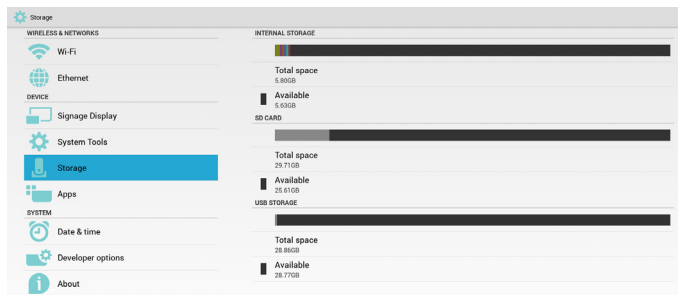 Storage
WIRELESS & NETWORKS
Wi-Fi
Ethernet
DEVICE
Signage Display
System Tools
Storage
Apps
SYSTEM
Date & time
Developer options
About
INTERNAL STORAGE
Total space
5.80GB
Available
5.63GB
SD CARD
Total space
29.71GB
Available
25.61GB
USB STORAGE
Total space
28.86GB
Available
28.77GB